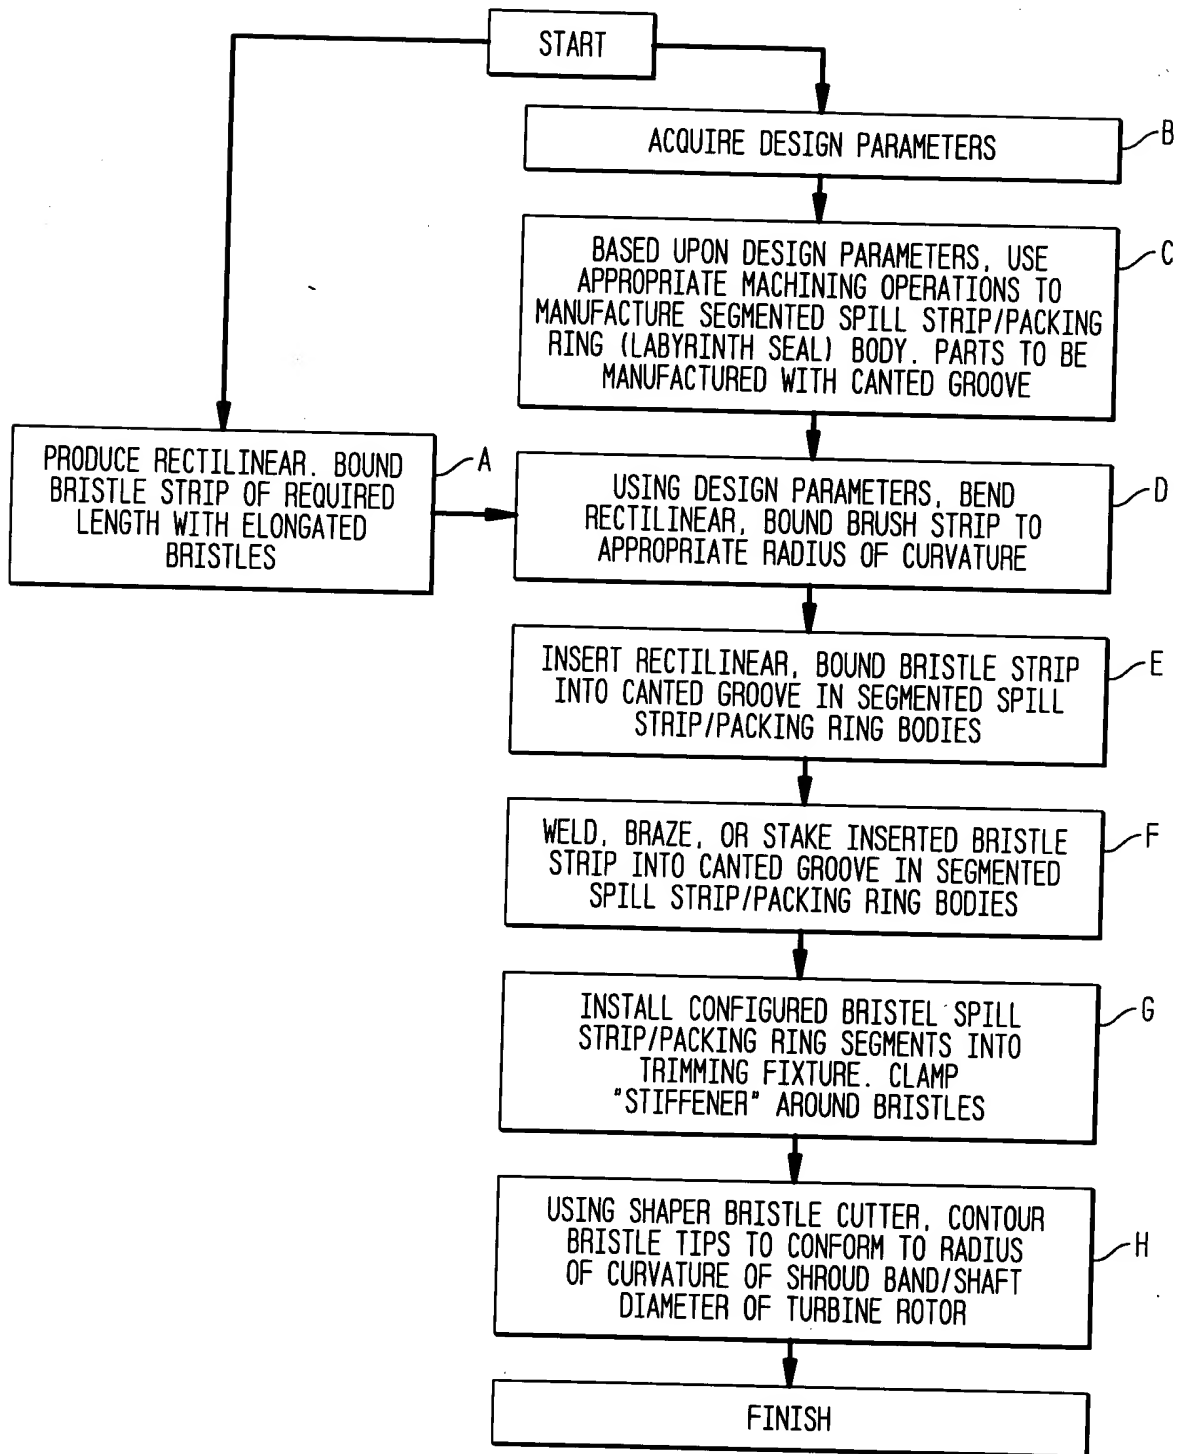 START
ACQUIRE DESIGN PARAMETERS
B
BASED UPON DESIGN PARAMETERS, USE
APPROPRIATE MACHINING OPERATIONS TO
MANUFACTURE SEGMENTED SPILL STRIP/PACKING
RING (LABYRINTH SEAL) BODY. PARTS TO BE
MANUFACTURED WITH CANTED GROOVE
C
PRODUCE RECTILINEAR. BOUND
BRISTLE STRIP OF REQUIRED
LENGTH WITH ELONGATED
BRISTLES
A
USING DESIGN PARAMETERS, BEND
RECTILINEAR, BOUND BRUSH STRIP TO
APPROPRIATE RADIUS OF CURVATURE
D
INSERT RECTILINEAR, BOUND BRISTLE STRIP
INTO CANTED GROOVE IN SEGMENTED SPILL
STRIP/PACKING RING BODIES
E
WELD, BRAZE, OR STAKE INSERTED BRISTLE
STRIP INTO CANTED GROOVE IN SEGMENTED
SPILL STRIP/PACKING RING BODIES
F
INSTALL CONFIGURED BRISTEL SPILL
STRIP/PACKING RING SEGMENTS INTO
TRIMMING FIXTURE. CLAMP
"STIFFENER" AROUND BRISTLES
G
USING SHAPER BRISTLE CUTTER, CONTOUR
BRISTLE TIPS TO CONFORM TO RADIUS
OF CURVATURE OF SHROUD BAND/SHAFT
DIAMETER OF TURBINE ROTOR
H
FINISH